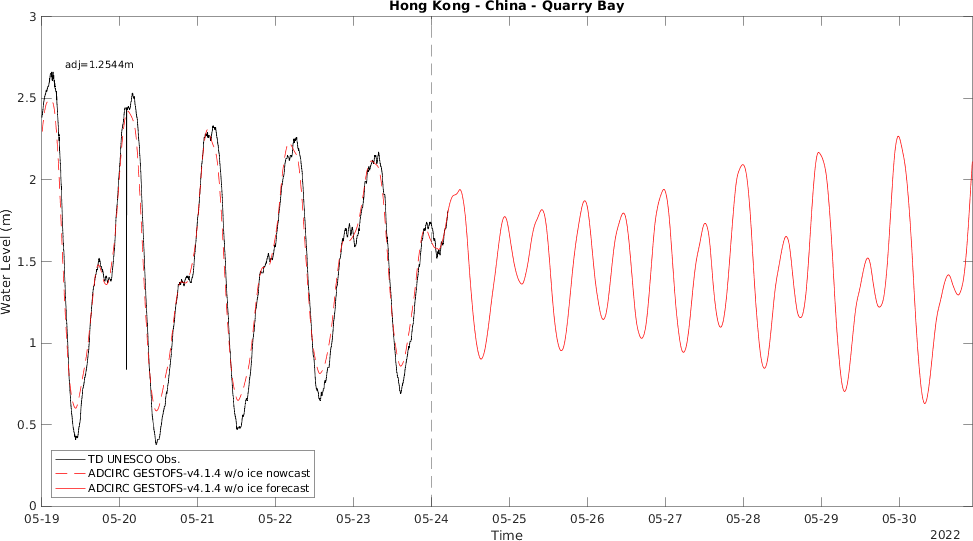 Hong Kong - China - Quarry Bay
3
adj=1.2544m
2.5
2
1.5
1
0.5
0
Water Level (m)
TD UNESCO Obs.
ADCIRC GESTOFS-v4.1.4 w/o ice nowcast
ADCIRC GESTOFS-v4.1.4 w/o ice forecast
05-19 05-20 05-21 05-22 05-23 05-24 05-25 05-26 05-27 05-28 05-29 05-30
Time
2022